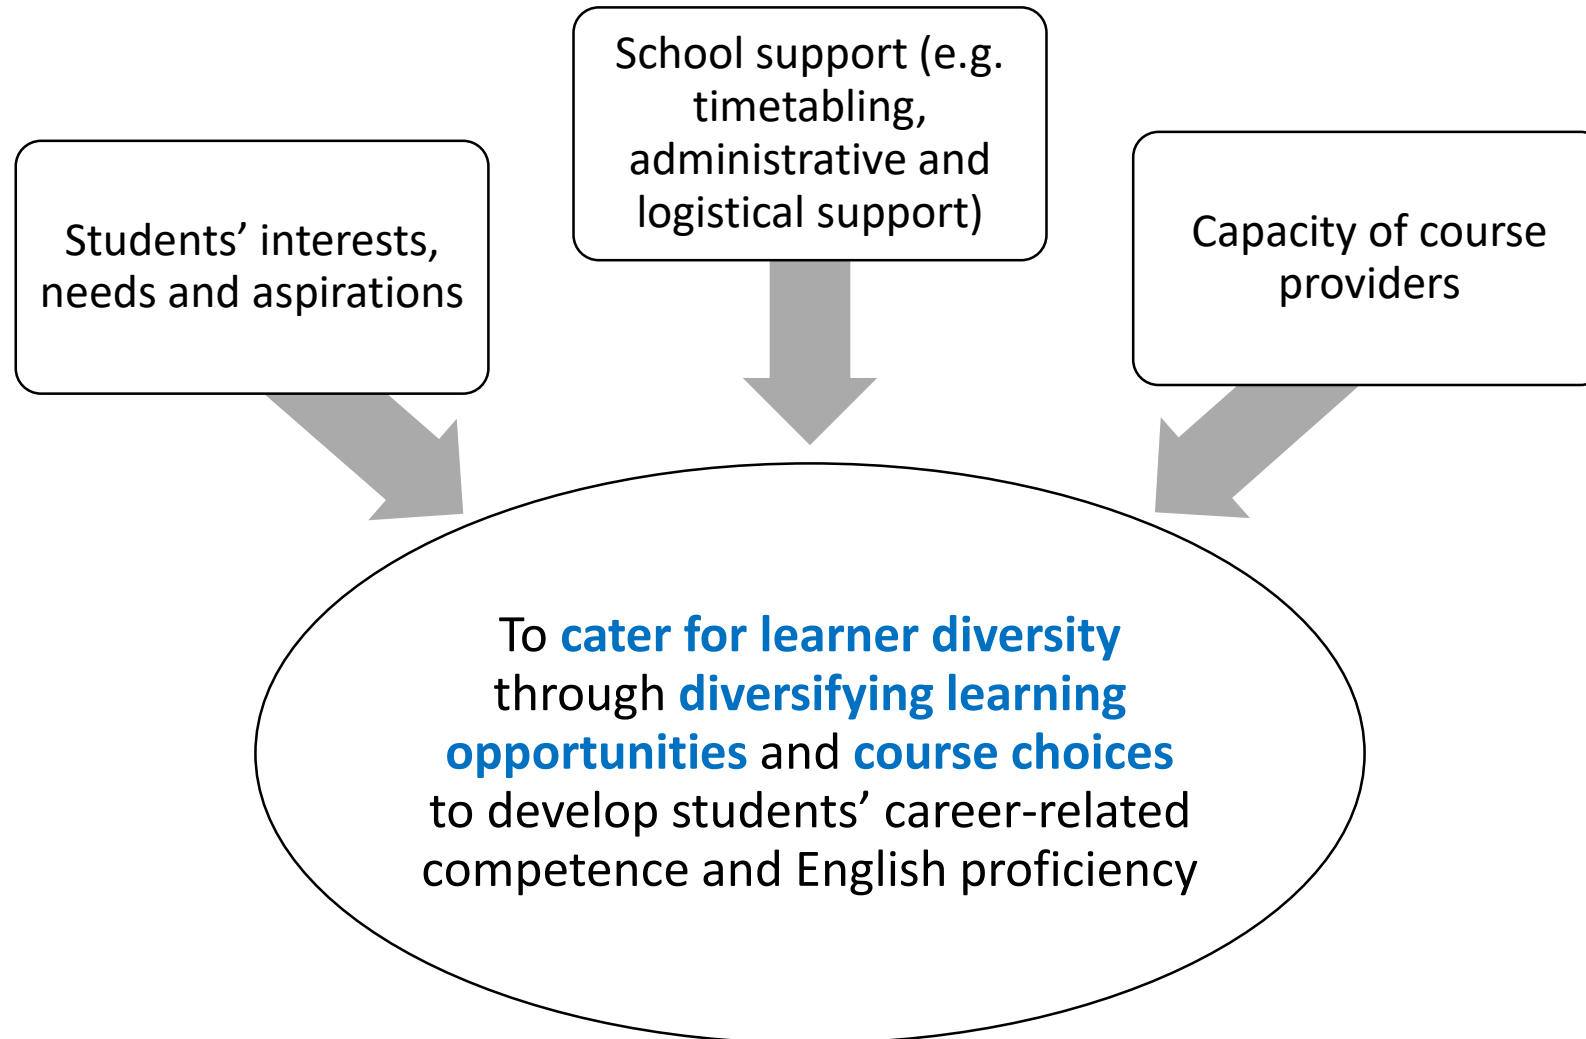 School support (e.g.
timetabling,
administrative and
logistical support)
Students’ interests,
needs and aspirations
Capacity of course
providers
To cater for learner diversity
through diversifying learning
opportunities and course choices
to develop students’ career-related
competence and English proficiency